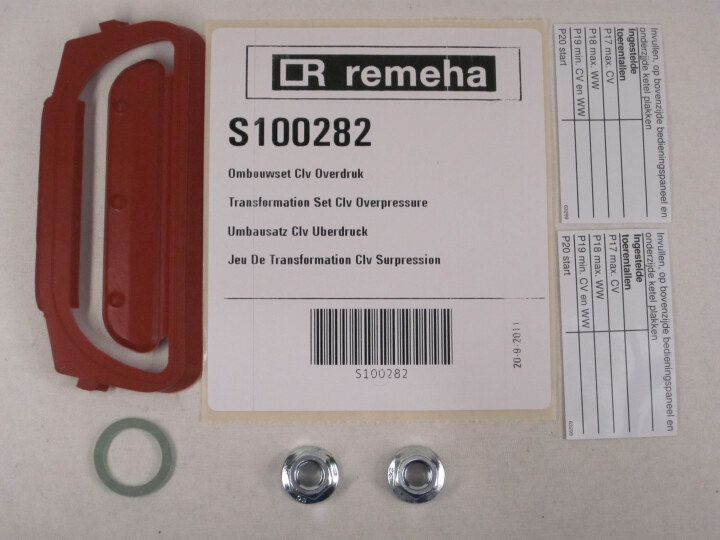 remeha
S100282
Ombouwset Clv Overdruk
Transformation Set Clv Overpressure
Umbausatz Clv Uberdruck
Jeu De Transformation Clv Surpression
S100282
20-9-2011
Invullen, op bovenzijde bedieningspaneel en
onderzijde ketel plakken
Ingestelde
toerentallen
P17 max. CV
P18 max. WW
P19 min. CV en WW
P20 start
Invullen, op bovenzijde bedieningspaneel en
onderzijde ketel plakken
Ingestelde
toerentallen
P17 max. CV
P18 max. WW
P19 min. CV en WW
P20 start